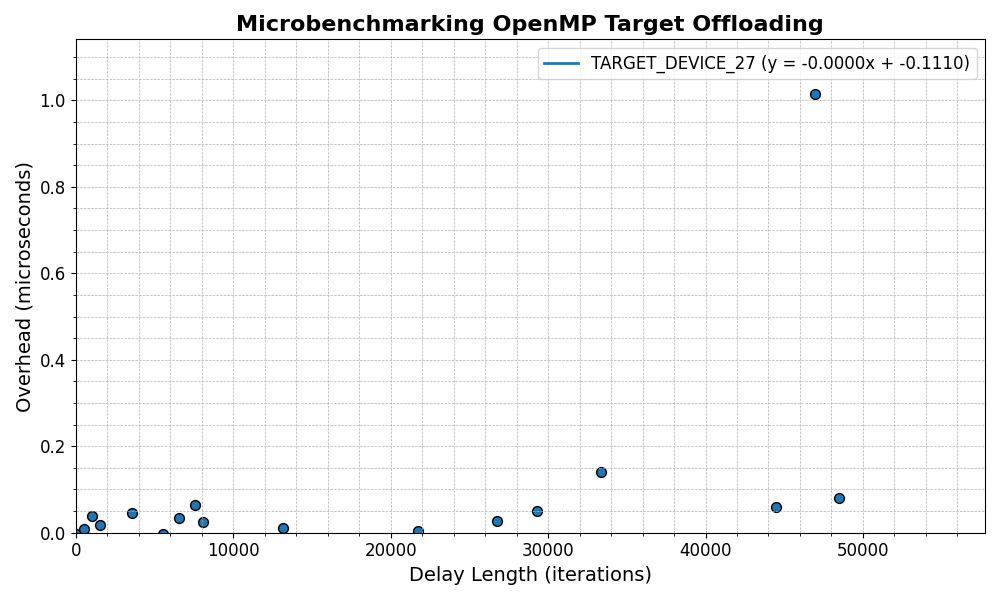 Microbenchmarking OpenMP Target Offloading
TARGET_DEVICE_27 (y = -0.0000x + -0.1110)
Overhead (microseconds)
1.0
0.8
0.6
0.4
0.2
0.0
0 10000 20000 30000 40000 50000
Delay Length (iterations)